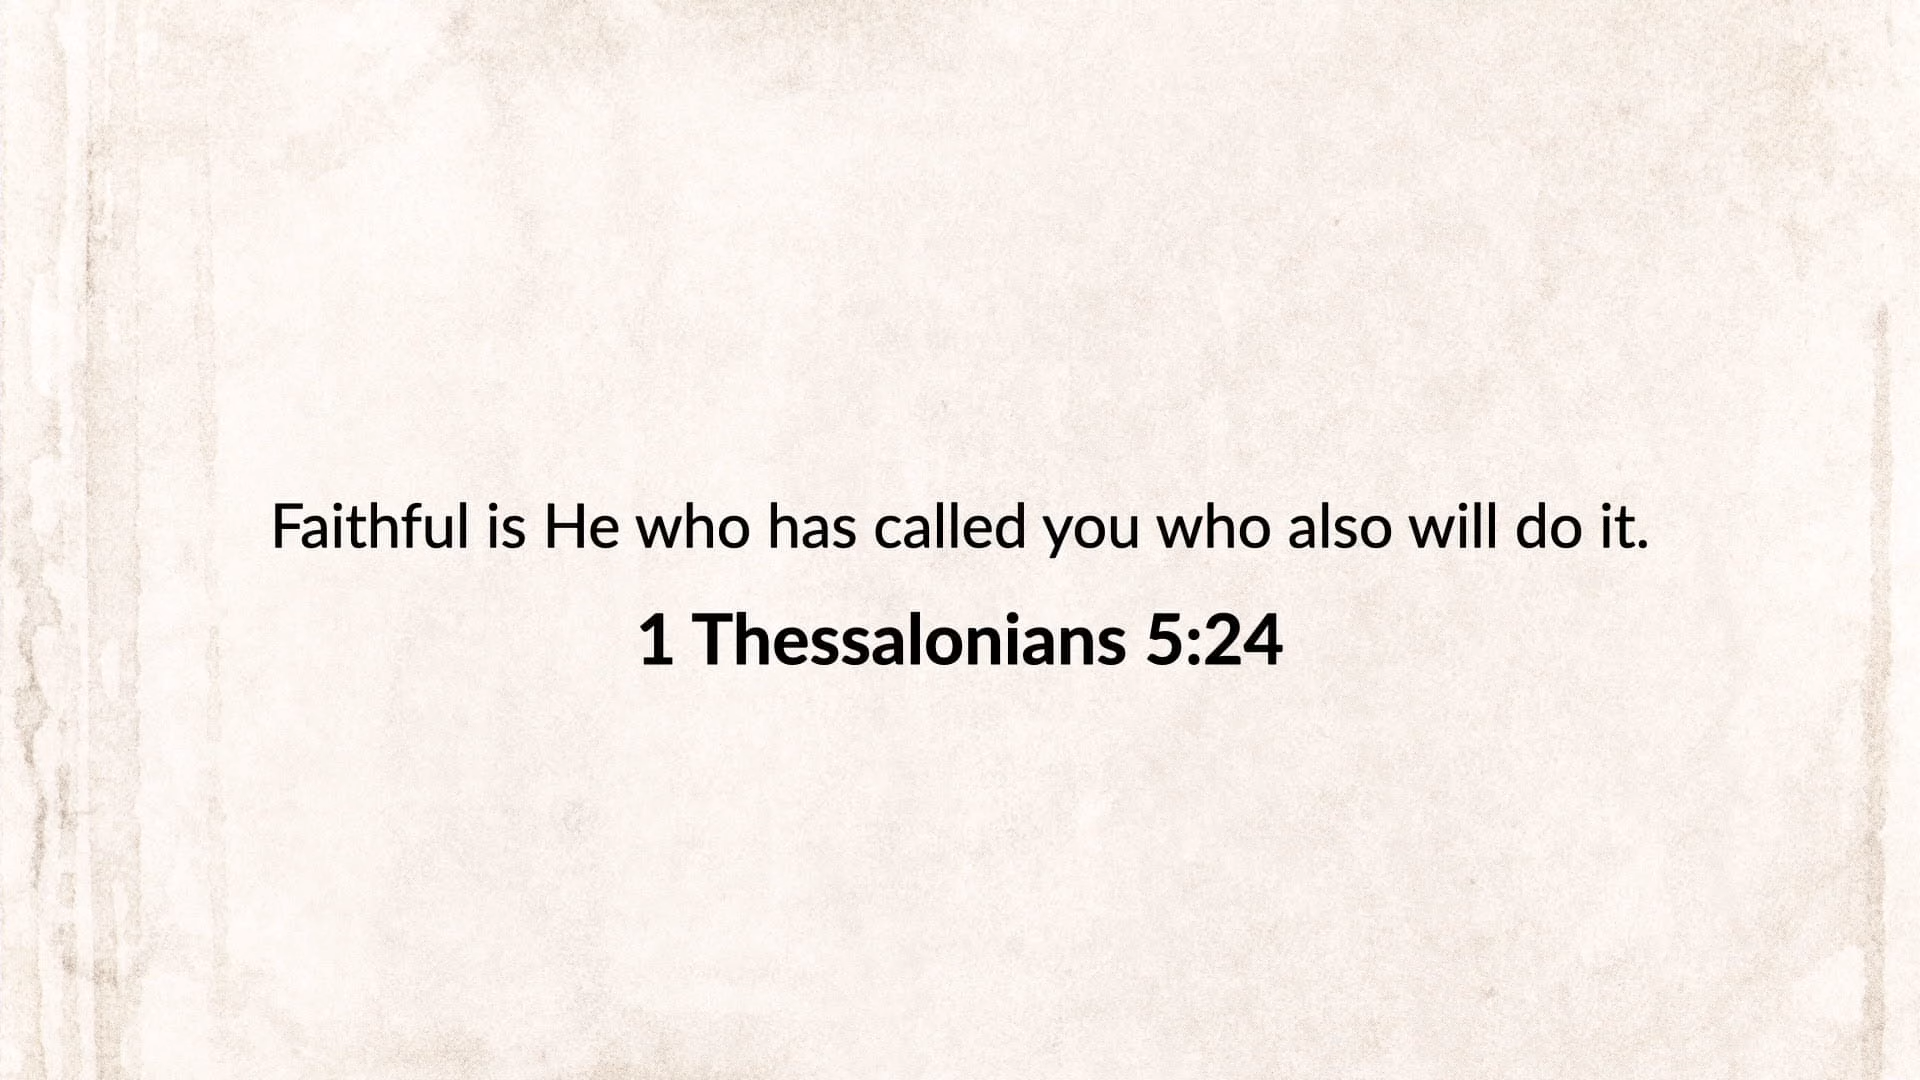 Faithful is He who has called you who also will do it.
1 Thessalonians 5:24